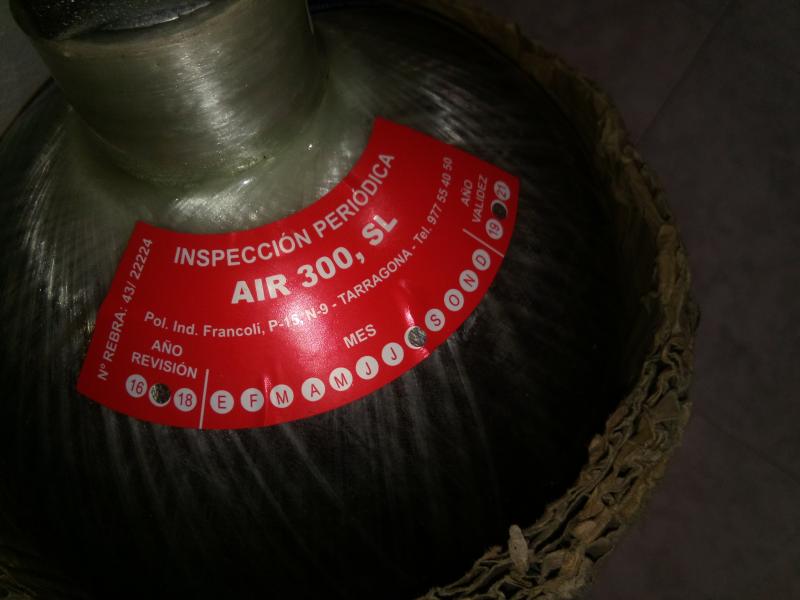 Nº REBRA: 43/ 22224
INSPECCIÓN PERIÓDICA
AIR 300, SL
Pol. Ind. Francolí, P-15, N-9 - TARRAGONA - Tel. 977 55 40 50
AÑO
REVISIÓN
16 18
MES
E F M A M J J S O N D
AÑO
VALIDEZ
19 21